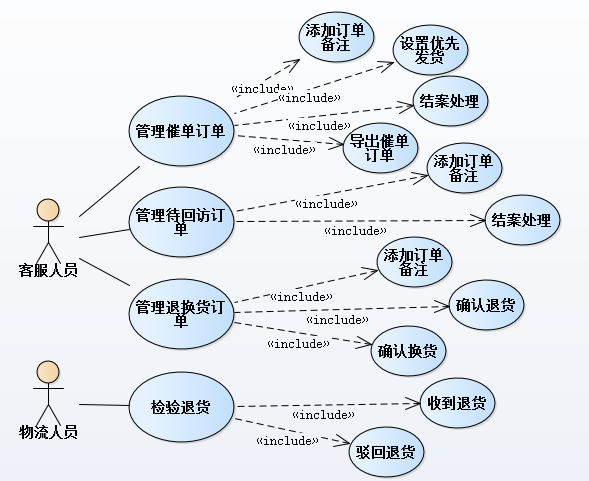 添加订单
备注
设置优先
发货
«include»
«include»
结案处理
管理催单订单
«include»
导出催单
订单
«include»
添加订单
备注
«include»
管理待回访订
单
结案处理
«include»
客服人员
添加订单
备注
«include»
管理退换货订
单
确认退货
«include»
«include»
确认换货
物流人员
检验退货
收到退货
«include»
«include»
驳回退货